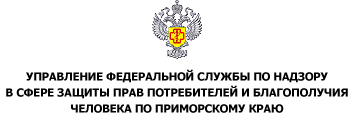 УПРАВЛЕНИЕ ФЕДЕРАЛЬНОЙ СЛУЖБЫ ПО НАДЗОРУ
В СФЕРЕ ЗАЩИТЫ ПРАВ ПОТРЕБИТЕЛЕЙ И БЛАГОПОЛУЧИЯ
ЧЕЛОВЕКА ПО ПРИМОРСКОМУ КРАЮ